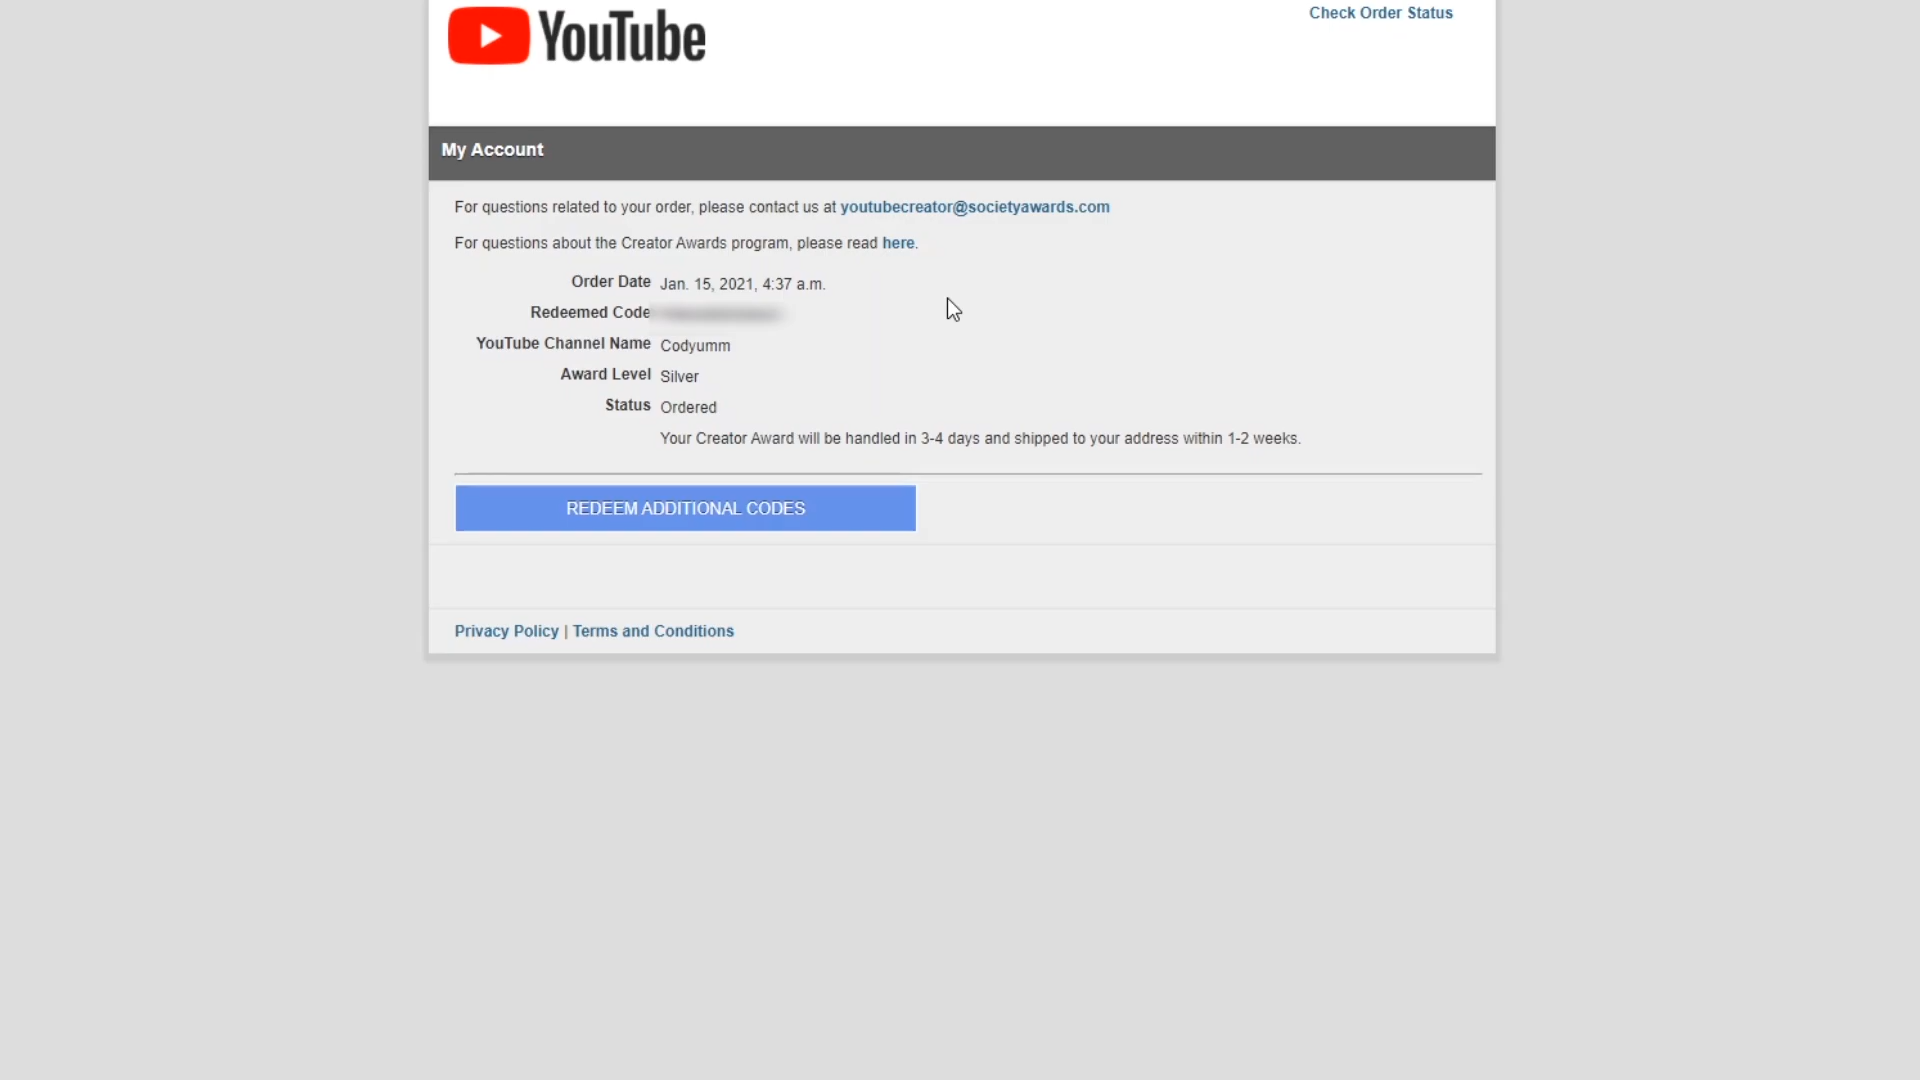 YouTube
Check Order Status
My Account
For questions related to your order, please contact us at youtubecreator@societyawards.com
For questions about the Creator Awards program, please read here.
Order Date Jan. 15, 2021, 4:37 a.m.
Redeemed Code
YouTube Channel Name Codyumm
Award Level Silver
Status Ordered
Your Creator Award will be handled in 3-4 days and shipped to your address within 1-2 weeks.
REDEEM ADDITIONAL CODES
Privacy Policy | Terms and Conditions